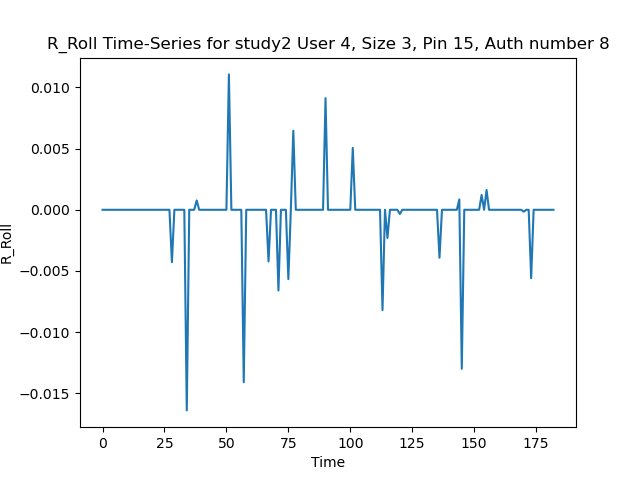 R_Roll Time-Series for study2 User 4, Size 3, Pin 15, Auth number 8
0.010
0.005
0.000
−0.005
−0.010
−0.015
R_Roll
0 25 50 75 100 125 150 175
Time